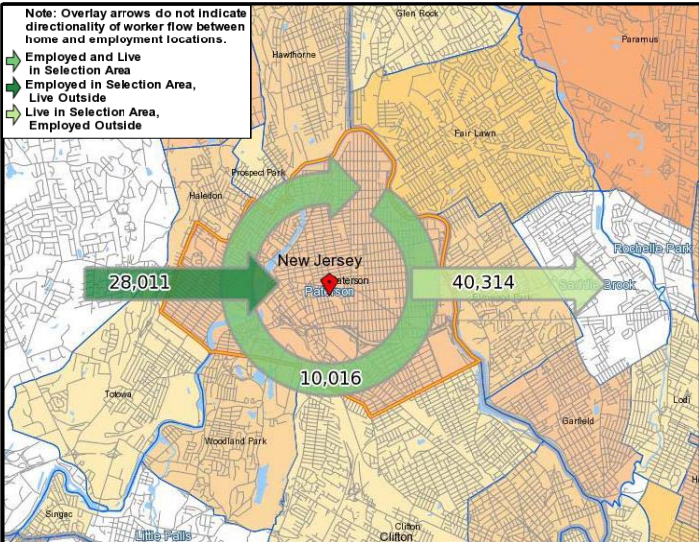 Note: Overlay arrows do not indicate
directionality of worker flow between
home and employment locations.
Employed and Live
in Selection Area
Employed in Selection Area,
Live Outside
Live in Selection Area,
Employed Outside
Glen Rock
Paramus
Hawthorne
Fair Lawn
Prospect Park
Haledon
New Jersey
Rochelle Park
28,011
Paterson
Paterson
40,314
Saddle Brook
10,016
Totowa
Woodland Park
Garfield
Lodi
Singac
Little Falls
Clifton
Clifton